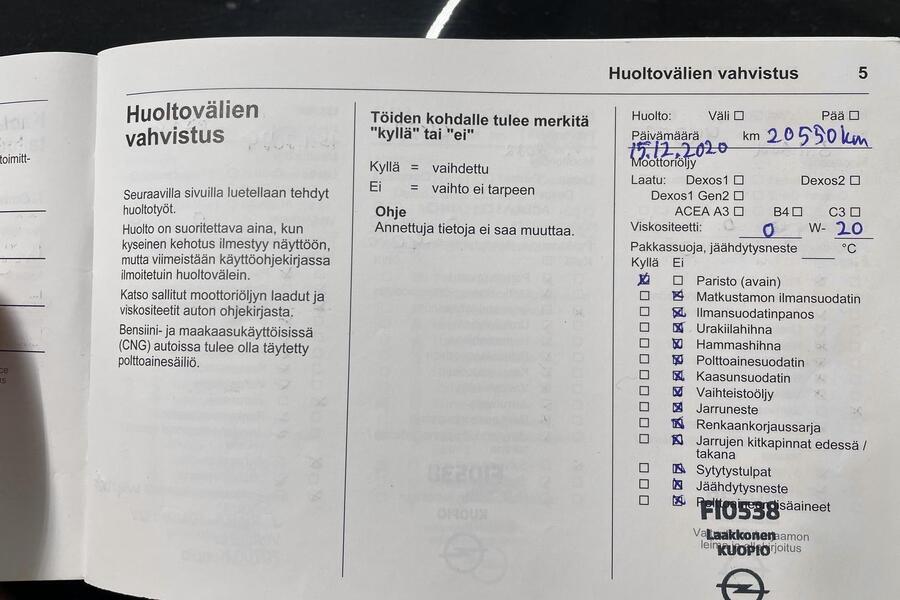 Huoltovälien vahvistus 5
toimitt-
Huoltovälien
vahvistus
Seuraavilla sivuilla luetellaan tehdyt
huoltotyöt.
Huolto on suoritettava aina, kun
kyseinen kehotus ilmestyy näyttöön,
mutta viimeistään käyttöohjekirjassa
ilmoitetuin huoltovälein.
Katso sallitut moottoriöljyn laadut ja
viskositeetit auton ohjekirjasta.
Bensiini- ja maakaasukäyttöisissä
(CNG) autoissa tulee olla täytetty
polttoainesäiliö.
Töiden kohdalle tulee merkitä
"kyllä" tai "ei"
Kyllä = vaihdettu
Ei = vaihto ei tarpeen
Ohje
Annettuja tietoja ei saa muuttaa.
Huolto: Väli ☐ Pää ☐
Päivämäärä km 20550km
15.12.2020
Moottoriöljy
Laatu: Dexos1 ☐ Dexos2 ☐
Dexos1 Gen2 ☐
ACEA A3 ☐ B4 ☐ C3 ☐
Viskositeetti: 0 W- 20
Pakkassuoja, jäähdytysneste ___ °C
Kyllä Ei
☒ ☐ Paristo (avain)
☐ ☒ Matkustamon ilmansuodatin
☐ ☒ Ilmansuodatinpanos
☐ ☒ Urakiilahihna
☐ ☒ Hammashihna
☐ ☒ Polttoainesuodatin
☐ ☒ Kaasunsuodatin
☐ ☒ Vaihteistoöljy
☐ ☒ Jarruneste
☐ ☒ Renkaankorjaussarja
☐ ☒ Jarrujen kitkapinnat edessä /
takana
☐ ☒ Sytytystulpat
☐ ☒ Jäähdytysneste
☐ ☒ Polttoaineenlisäaineet
FI0538
Laakkonen
KUOPIO